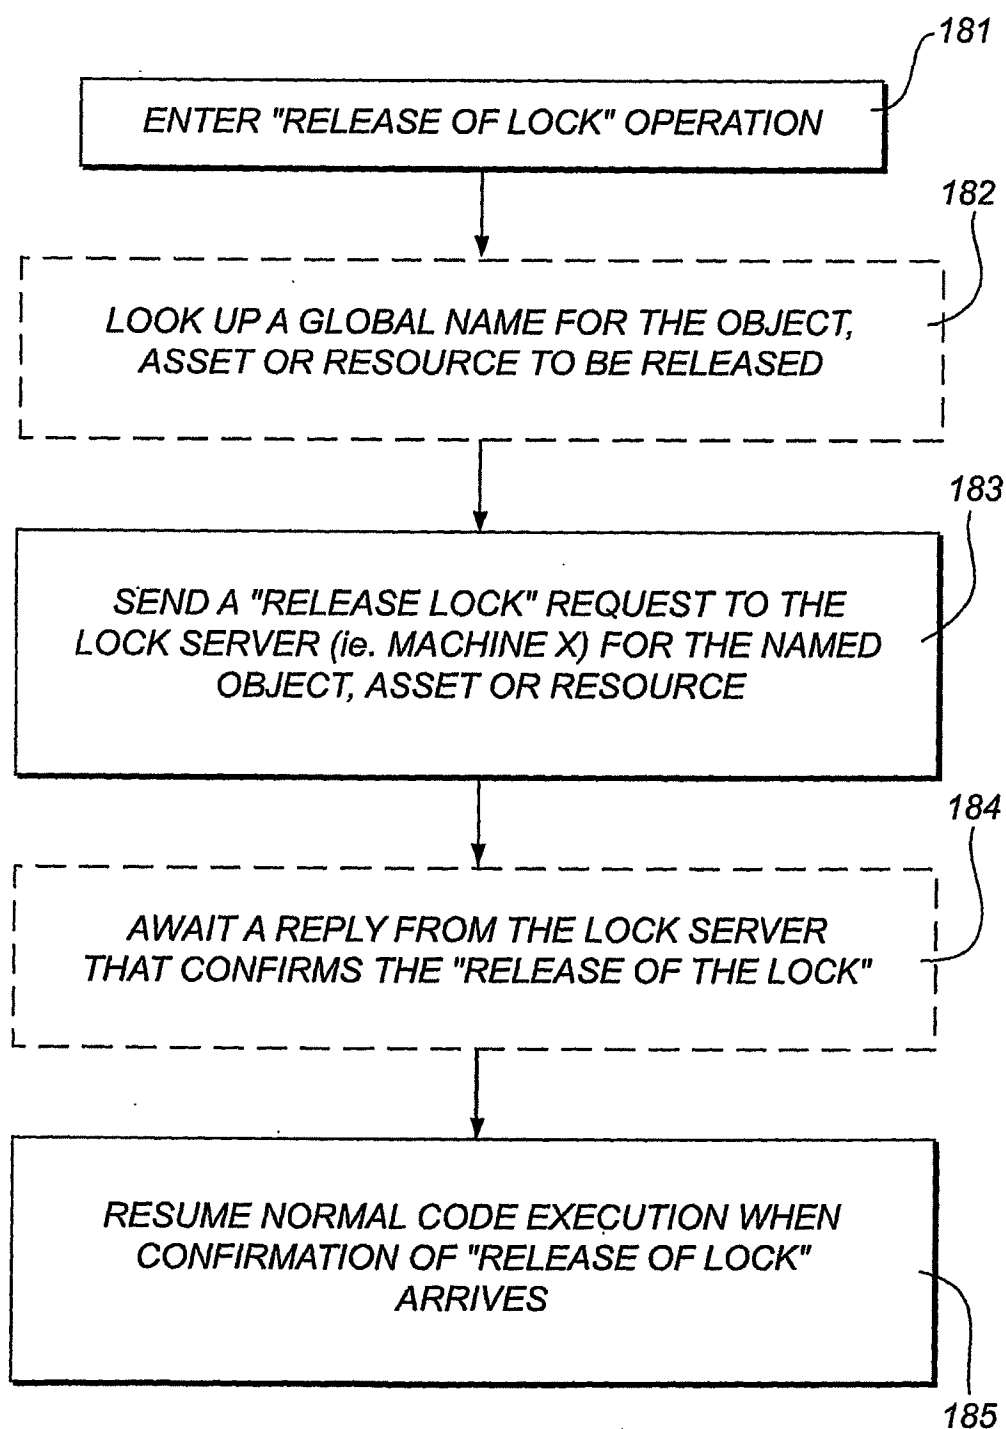 181
ENTER "RELEASE OF LOCK" OPERATION
182
LOOK UP A GLOBAL NAME FOR THE OBJECT,
ASSET OR RESOURCE TO BE RELEASED
183
SEND A "RELEASE LOCK" REQUEST TO THE
LOCK SERVER (ie. MACHINE X) FOR THE NAMED
OBJECT, ASSET OR RESOURCE
184
AWAIT A REPLY FROM THE LOCK SERVER
THAT CONFIRMS THE "RELEASE OF THE LOCK"
RESUME NORMAL CODE EXECUTION WHEN
CONFIRMATION OF "RELEASE OF LOCK"
ARRIVES
185